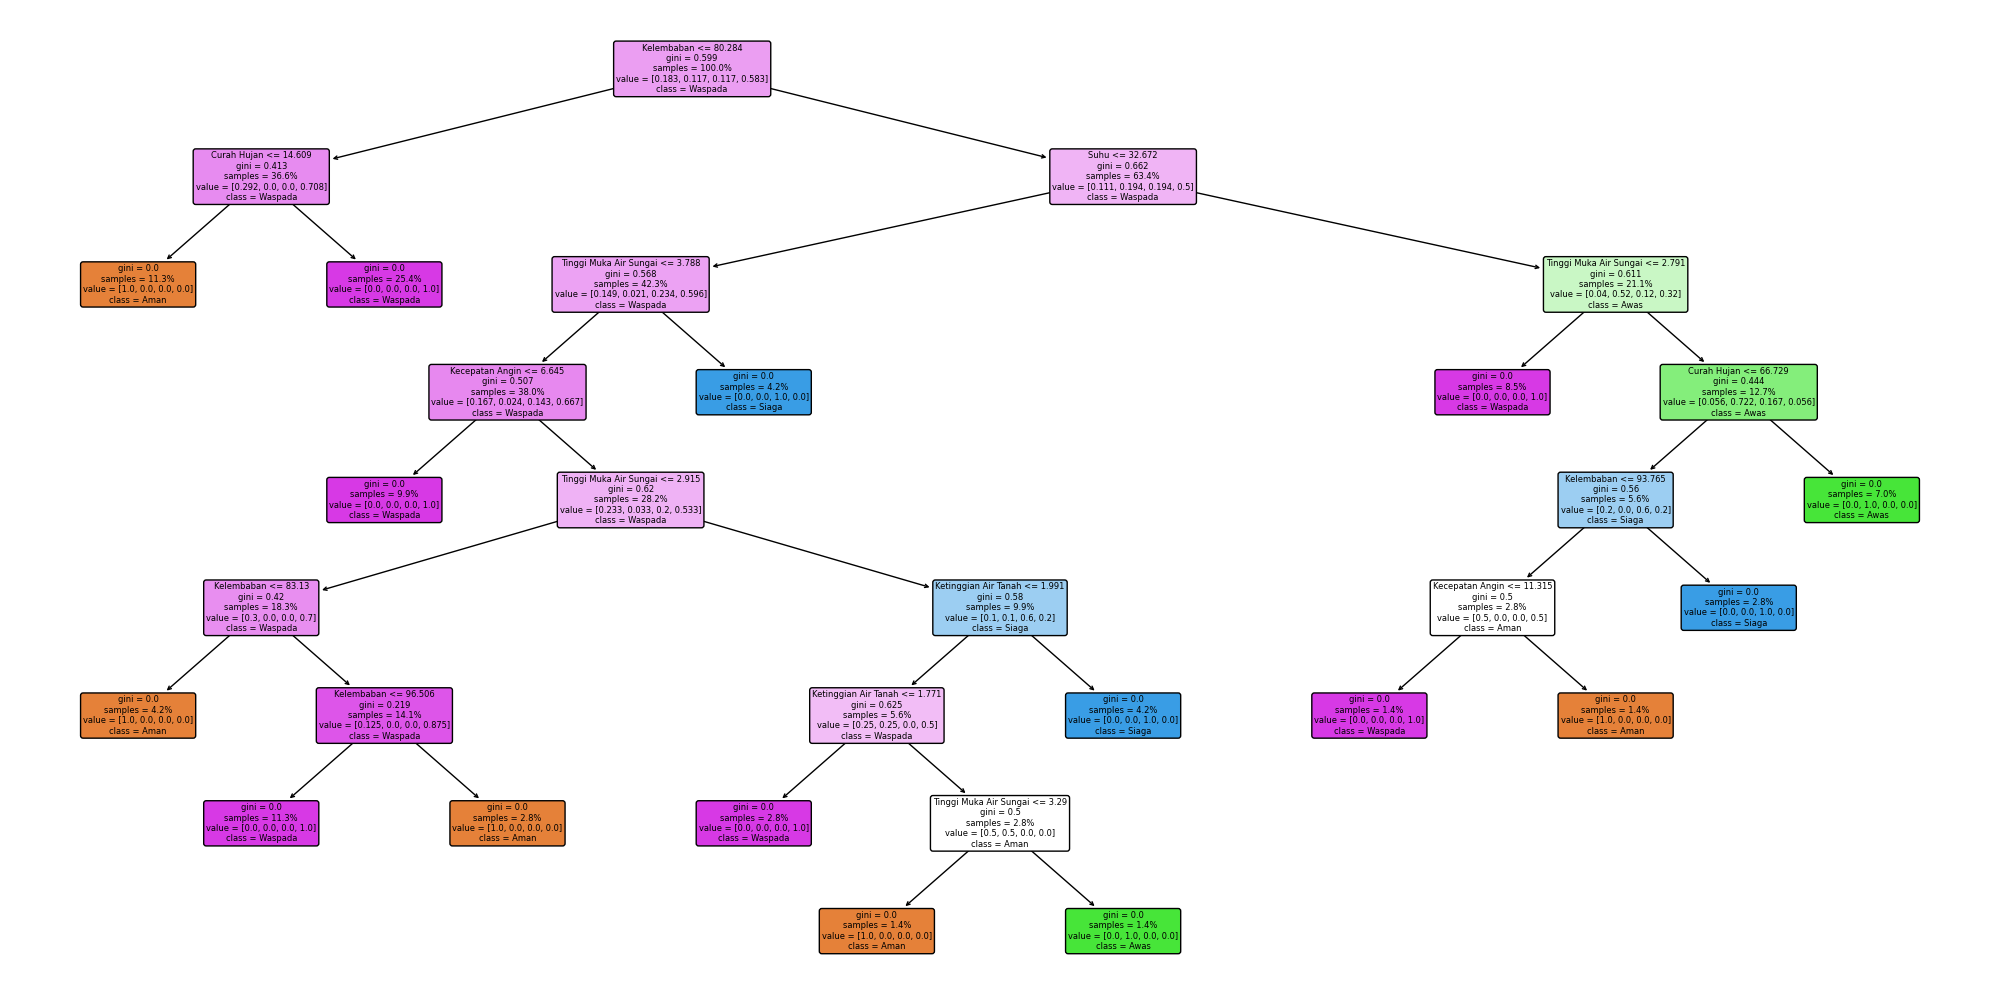 Kelembaban <= 80.284
gini = 0.599
samples = 100.0%
value = [0.183, 0.117, 0.117, 0.583]
class = Waspada
Curah Hujan <= 14.609
gini = 0.413
samples = 36.6%
value = [0.292, 0.0, 0.0, 0.708]
class = Waspada
Suhu <= 32.672
gini = 0.662
samples = 63.4%
value = [0.111, 0.194, 0.194, 0.5]
class = Waspada
gini = 0.0
samples = 11.3%
value = [1.0, 0.0, 0.0, 0.0]
class = Aman
gini = 0.0
samples = 25.4%
value = [0.0, 0.0, 0.0, 1.0]
class = Waspada
Tinggi Muka Air Sungai <= 3.788
gini = 0.568
samples = 42.3%
value = [0.149, 0.021, 0.234, 0.596]
class = Waspada
Tinggi Muka Air Sungai <= 2.791
gini = 0.611
samples = 21.1%
value = [0.04, 0.52, 0.12, 0.32]
class = Awas
Kecepatan Angin <= 6.645
gini = 0.507
samples = 38.0%
value = [0.167, 0.024, 0.143, 0.667]
class = Waspada
gini = 0.0
samples = 4.2%
value = [0.0, 0.0, 1.0, 0.0]
class = Siaga
gini = 0.0
samples = 8.5%
value = [0.0, 0.0, 0.0, 1.0]
class = Waspada
Curah Hujan <= 66.729
gini = 0.444
samples = 12.7%
value = [0.056, 0.722, 0.167, 0.056]
class = Awas
gini = 0.0
samples = 9.9%
value = [0.0, 0.0, 0.0, 1.0]
class = Waspada
Tinggi Muka Air Sungai <= 2.915
gini = 0.62
samples = 28.2%
value = [0.233, 0.033, 0.2, 0.533]
class = Waspada
Kelembaban <= 93.765
gini = 0.56
samples = 5.6%
value = [0.2, 0.0, 0.6, 0.2]
class = Siaga
gini = 0.0
samples = 7.0%
value = [0.0, 1.0, 0.0, 0.0]
class = Awas
Kelembaban <= 83.13
gini = 0.42
samples = 18.3%
value = [0.3, 0.0, 0.0, 0.7]
class = Waspada
Ketinggian Air Tanah <= 1.991
gini = 0.58
samples = 9.9%
value = [0.1, 0.1, 0.6, 0.2]
class = Siaga
Kecepatan Angin <= 11.315
gini = 0.5
samples = 2.8%
value = [0.5, 0.0, 0.0, 0.5]
class = Aman
gini = 0.0
samples = 2.8%
value = [0.0, 0.0, 1.0, 0.0]
class = Siaga
gini = 0.0
samples = 4.2%
value = [1.0, 0.0, 0.0, 0.0]
class = Aman
Kelembaban <= 96.506
gini = 0.219
samples = 14.1%
value = [0.125, 0.0, 0.0, 0.875]
class = Waspada
Ketinggian Air Tanah <= 1.771
gini = 0.625
samples = 5.6%
value = [0.25, 0.25, 0.0, 0.5]
class = Waspada
gini = 0.0
samples = 4.2%
value = [0.0, 0.0, 1.0, 0.0]
class = Siaga
gini = 0.0
samples = 1.4%
value = [0.0, 0.0, 0.0, 1.0]
class = Waspada
gini = 0.0
samples = 1.4%
value = [1.0, 0.0, 0.0, 0.0]
class = Aman
gini = 0.0
samples = 11.3%
value = [0.0, 0.0, 0.0, 1.0]
class = Waspada
gini = 0.0
samples = 2.8%
value = [1.0, 0.0, 0.0, 0.0]
class = Aman
gini = 0.0
samples = 2.8%
value = [0.0, 0.0, 0.0, 1.0]
class = Waspada
Tinggi Muka Air Sungai <= 3.29
gini = 0.5
samples = 2.8%
value = [0.5, 0.5, 0.0, 0.0]
class = Aman
gini = 0.0
samples = 1.4%
value = [1.0, 0.0, 0.0, 0.0]
class = Aman
gini = 0.0
samples = 1.4%
value = [0.0, 1.0, 0.0, 0.0]
class = Awas